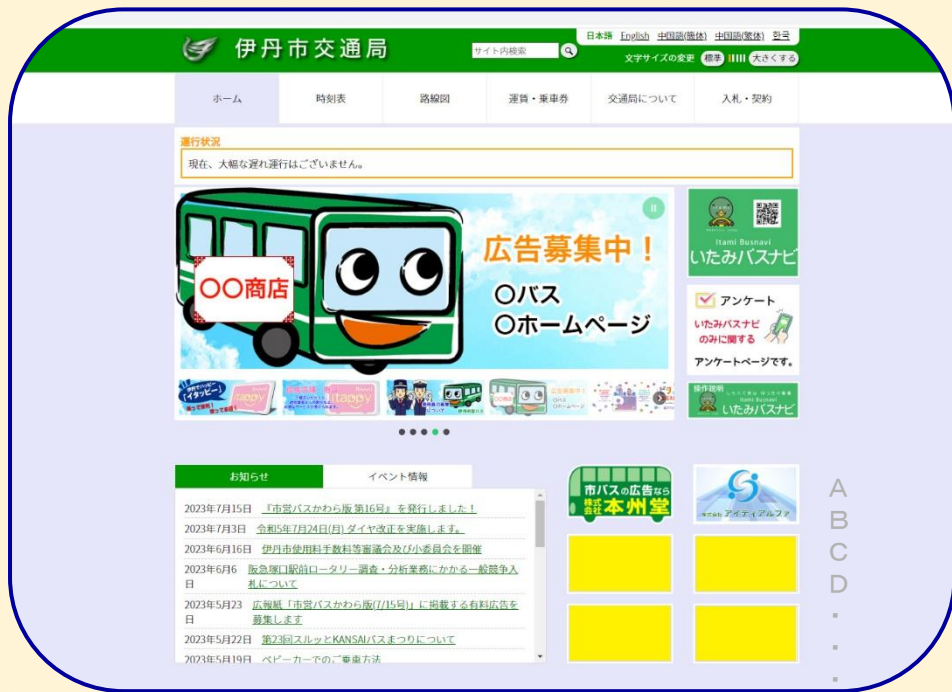 伊丹市交通局
サイト内検索
日本語 English 中国語(簡体) 中国語(繁体) 한국
文字サイズの変更 標準 大きくする
ホーム 時刻表 路線図 運賃・乗車券 交通局について 入札・契約
運行状況
現在、大幅な遅れ運行はございません。
〇〇商店
広告募集中！
〇バス
〇ホームページ
Itami Busnavi
いたみバスナビ
アンケート
いたみバスナビ
のみに関する
アンケートページです。
「イタッピー」
itappy
itappy
操作説明
Itami Busnavi
いたみバスナビ
お知らせ イベント情報
2023年7月15日 『市営バスかわら版 第16号』 を発行しました！
2023年7月3日 令和5年7月24日(月) ダイヤ改正を実施します。
2023年6月16日 伊丹市使用料手数料等審議会及び小委員会を開催
2023年6月6日 阪急塚口駅前ロータリー調査・分析業務にかかる一般競争入
札について
2023年5月23日 広報紙「市営バスかわら版(7/15号)」に掲載する有料広告を
募集します
2023年5月22日 第23回スルッとKANSAIバスまつりについて
2023年5月19日 ベビーカーでのご乗車方法
市バスの広告なら
株式会社 本州堂
株式会社 アイティアルファ
A
B
C
D
・
・
・